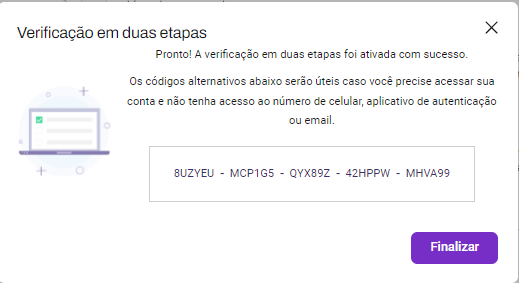 Verificação em duas etapas
Pronto! A verificação em duas etapas foi ativada com sucesso.
Os códigos alternativos abaixo serão úteis caso você precise acessar sua
conta e não tenha acesso ao número de celular, aplicativo de autenticação
ou email.
8UZYEU - MCP1G5 - QYX89Z - 42HPPW - MHVA99
Finalizar